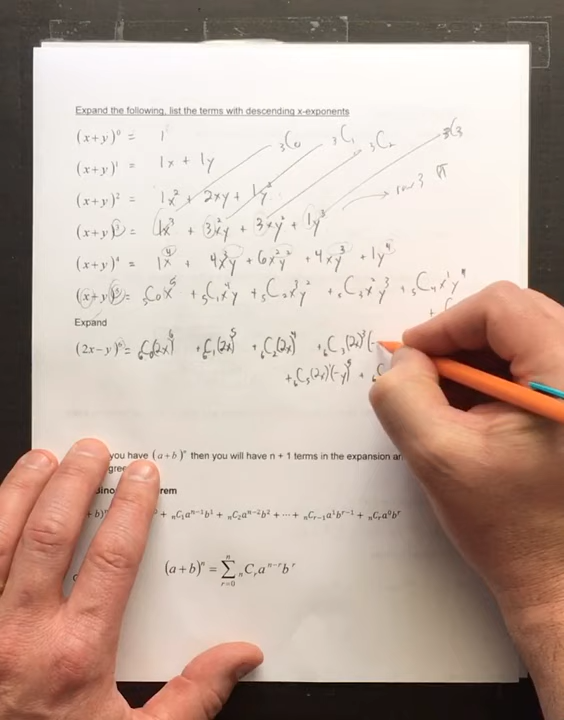 Expand the following, list the terms with descending x-exponents
₃C₀ ₃C₁ ₃C₂ ₃C₃
(x+y)⁰ = 1
(x+y)¹ = 1x + 1y
(x+y)² = 1x² + 2xy + 1y²
row 3
(x+y)³ = 1x³ + 3x²y + 3xy² + 1y³
(x+y)⁴ = 1x⁴ + 4x³y + 6x²y² + 4xy³ + 1y⁴
(x+y)⁵ = ₅C₀x⁵ + ₅C₁x⁴y + ₅C₂x³y² + ₅C₃x²y³ + ₅C₄x¹y⁴
+
Expand
(2x−y)⁶ = ₆C₀(2x)⁶ + ₆C₁(2x)⁵ + ₆C₂(2x)⁴ + ₆C₃(2x)³(-
+ ₆C₅(2x)¹(-y)⁵ + ₆C
you have (a+b)ⁿ then you will have n + 1 terms in the expansion
+ ₙC₁aⁿ⁻¹b¹ + ₙC₂aⁿ⁻²b² + ⋯ + ₙCᵣ₋₁a¹bʳ⁻¹ + ₙCᵣa⁰bʳ
(a+b)ⁿ = ∑ᵣ₌₀ⁿ ₙCᵣaⁿ⁻ʳbʳ